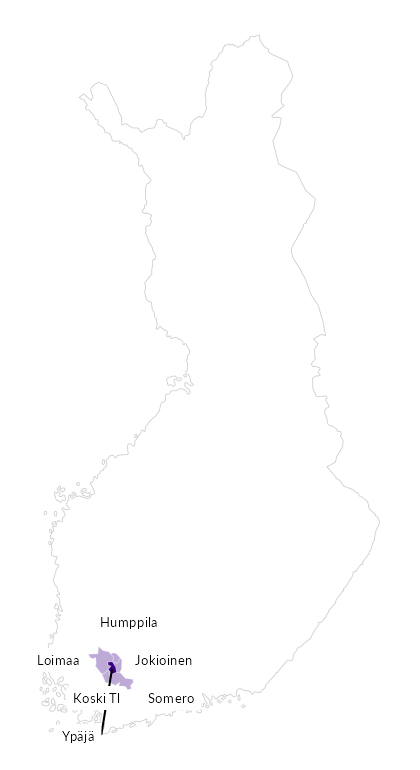 Humppila
Loimaa
Jokioinen
Koski Tl
Somero
Ypäjä